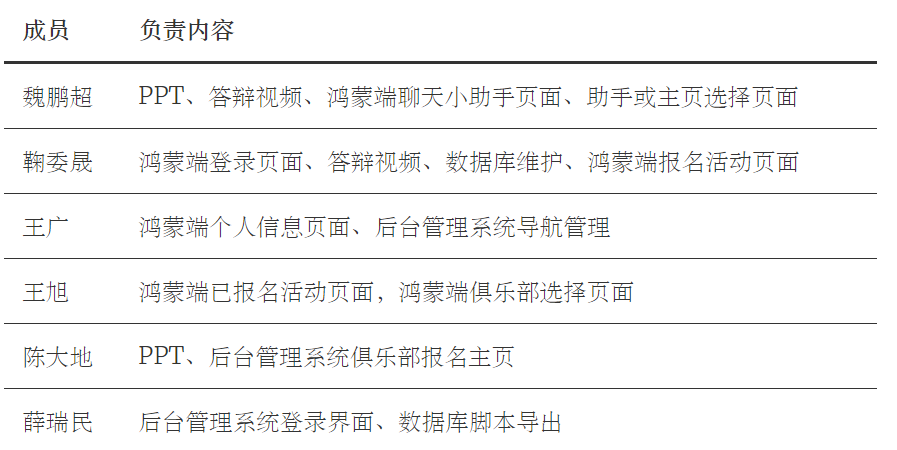 成员 负责内容
魏鹏超 PPT、答辩视频、鸿蒙端聊天小助手页面、助手或主页选择页面
鞠委晟 鸿蒙端登录页面、答辩视频、数据库维护、鸿蒙端报名活动页面
王广 鸿蒙端个人信息页面、后台管理系统导航管理
王旭 鸿蒙端已报名活动页面，鸿蒙端俱乐部选择页面
陈大地 PPT、后台管理系统俱乐部报名主页
薛瑞民 后台管理系统登录界面、数据库脚本导出